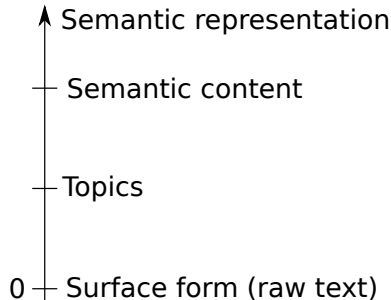 Semantic representation
Semantic content
Topics
0 Surface form (raw text)